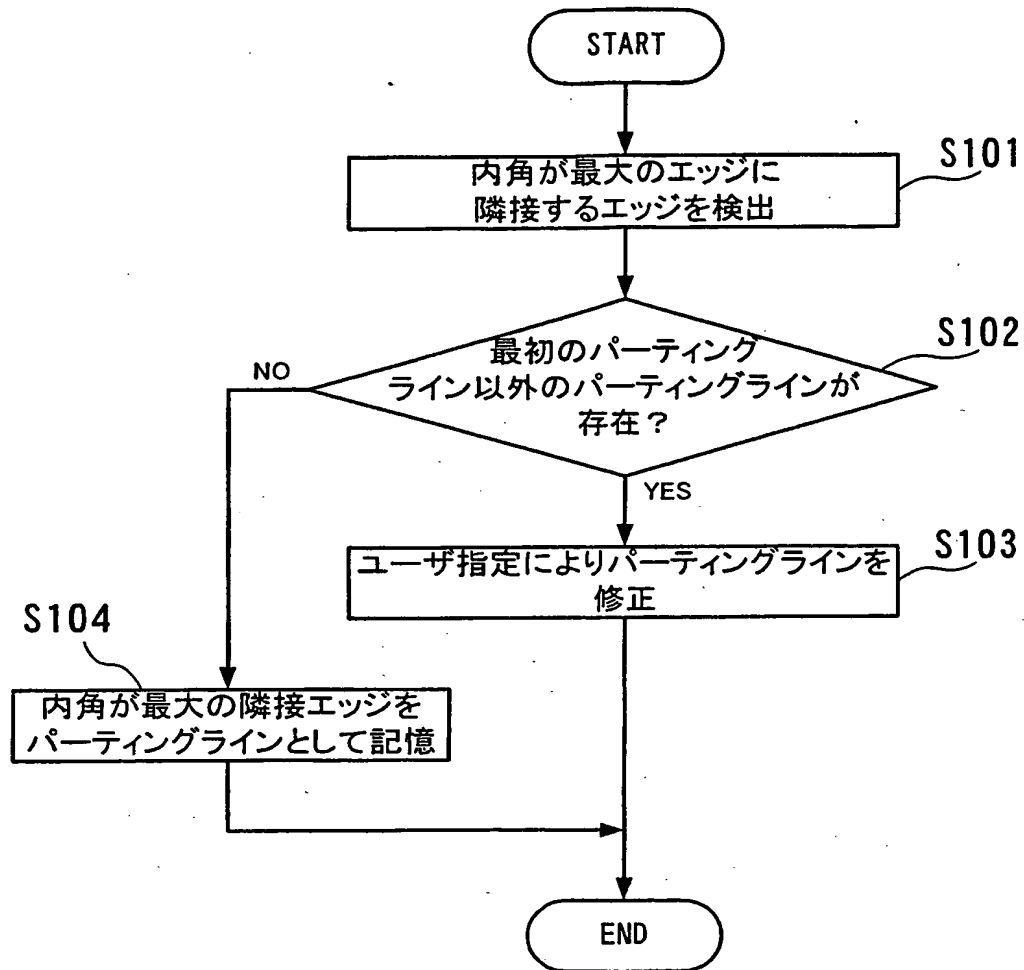 START
S101
内角が最大のエッジに
隣接するエッジを検出
S102
最初のパーティング
ライン以外のパーティングラインが
存在？
NO
YES
S103
ユーザ指定によりパーティングラインを
修正
S104
内角が最大の隣接エッジを
パーティングラインとして記憶
END